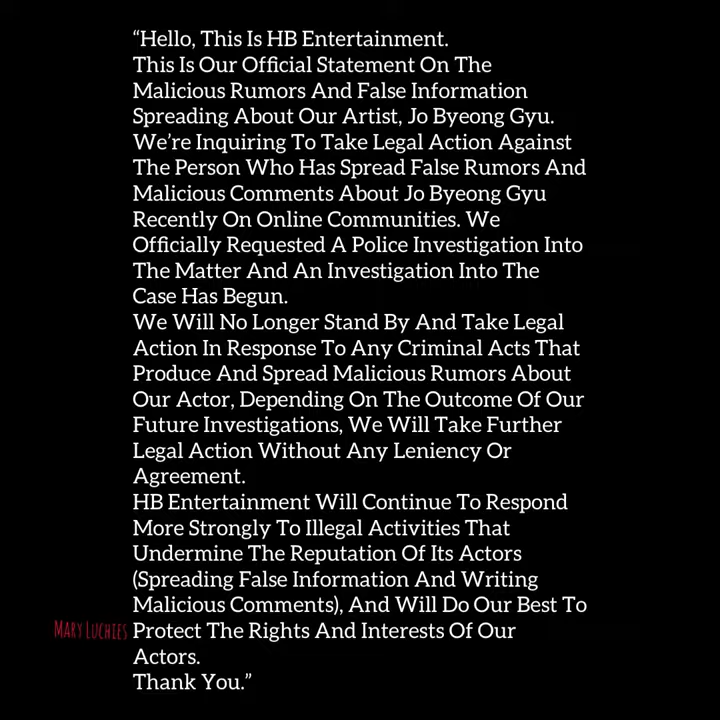 “Hello, This Is HB Entertainment.
This Is Our Official Statement On The
Malicious Rumors And False Information
Spreading About Our Artist, Jo Byeong Gyu.
We’re Inquiring To Take Legal Action Against
The Person Who Has Spread False Rumors And
Malicious Comments About Jo Byeong Gyu
Recently On Online Communities. We
Officially Requested A Police Investigation Into
The Matter And An Investigation Into The
Case Has Begun.
We Will No Longer Stand By And Take Legal
Action In Response To Any Criminal Acts That
Produce And Spread Malicious Rumors About
Our Actor, Depending On The Outcome Of Our
Future Investigations, We Will Take Further
Legal Action Without Any Leniency Or
Agreement.
HB Entertainment Will Continue To Respond
More Strongly To Illegal Activities That
Undermine The Reputation Of Its Actors
(Spreading False Information And Writing
Malicious Comments), And Will Do Our Best To
Protect The Rights And Interests Of Our
Actors.
Thank You.”
Mary Luchies